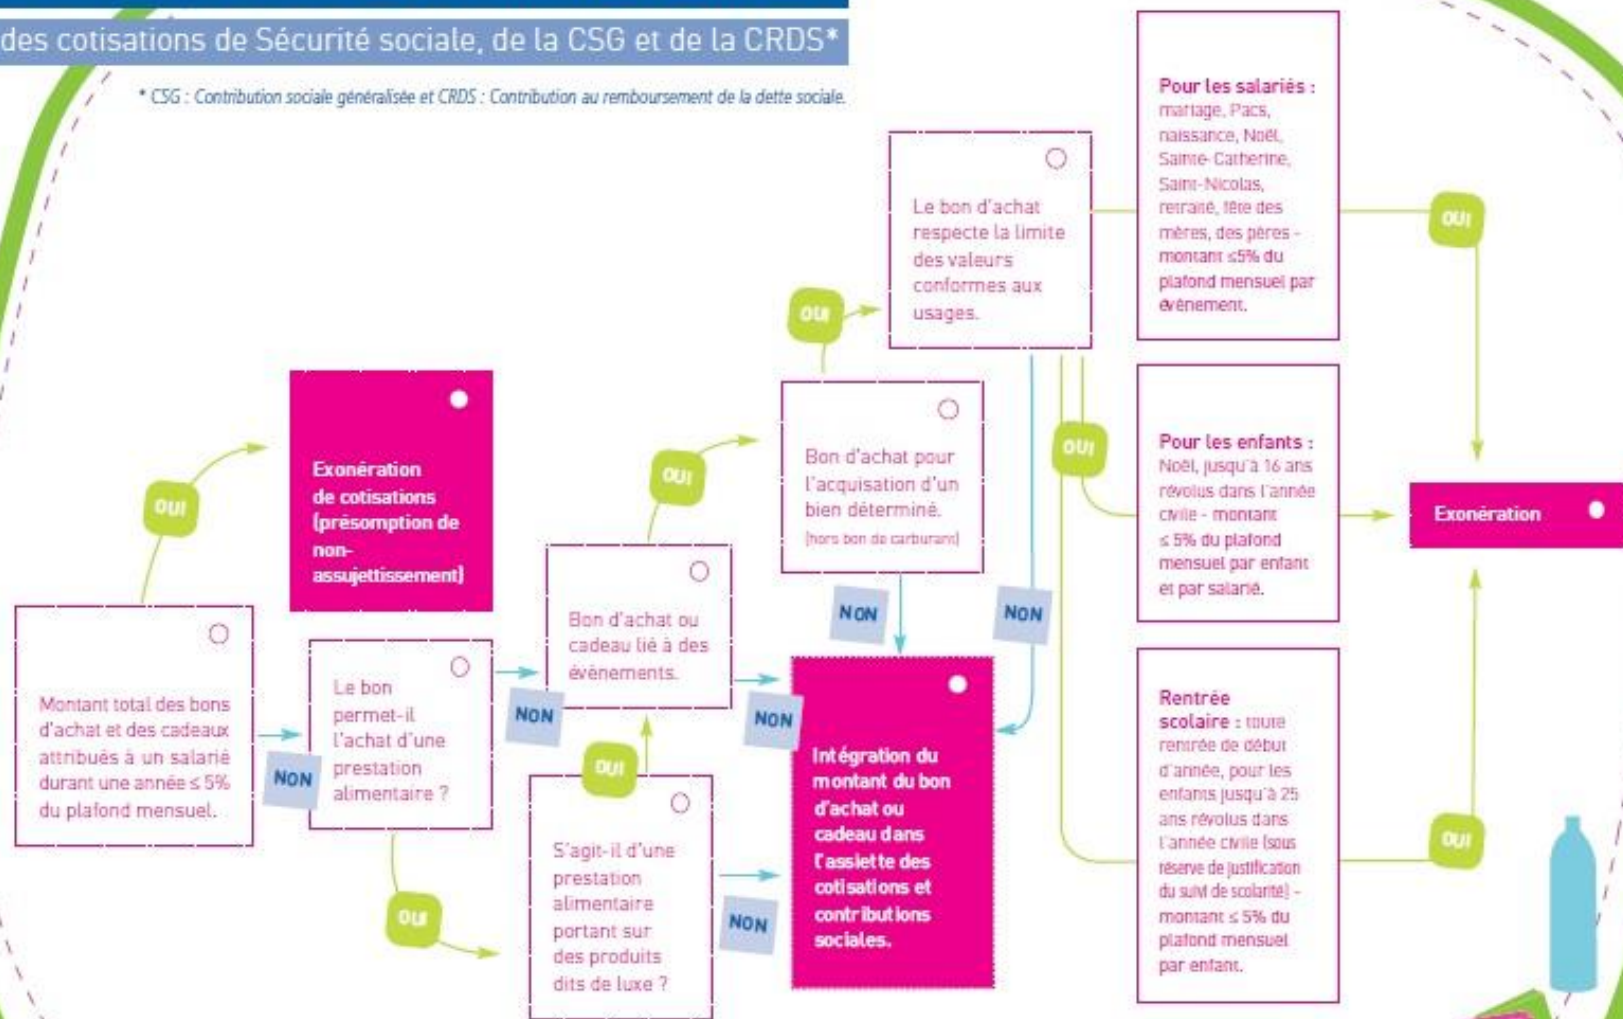 des cotisations de Sécurité sociale, de la CSG et de la CRDS*
* CSG : Contribution sociale généralisée et CRDS : Contribution au remboursement de la dette sociale.
Montant total des bons
d'achat et des cadeaux
attribués à un salarié
durant une année ≤ 5%
du plafond mensuel.
OUI
Exonération
de cotisations
(présomption de
non-
assujettissement)
NON
Le bon
permet-il
l'achat d'une
prestation
alimentaire ?
OUI
NON
S'agit-il d'une
prestation
alimentaire
portant sur
des produits
dits de luxe ?
OUI
NON
Bon d'achat ou
cadeau lié à des
évènements.
OUI
NON
Bon d'achat pour
l'acquisation d'un
bien déterminé.
(hors bon de carburant)
OUI
NON
Intégration du
montant du bon
d'achat ou
cadeau dans
l'assiette des
cotisations et
contributions
sociales.
Le bon d'achat
respecte la limite
des valeurs
conformes aux
usages.
NON
OUI
Pour les salariés :
mariage, Pacs,
naissance, Noël,
Sainte-Catherine,
Saint-Nicolas,
retraite, fête des
mères, des pères -
montant ≤5% du
plafond mensuel par
évènement.
OUI
Pour les enfants :
Noël, jusqu'à 16 ans
révolus dans l'année
civile - montant
≤ 5% du plafond
mensuel par enfant
et par salarié.
Rentrée
scolaire : toute
rentrée de début
d'année, pour les
enfants jusqu'à 25
ans révolus dans
l'année civile (sous
réserve de justification
du suivi de scolarité) -
montant ≤ 5% du
plafond mensuel
par enfant.
OUI
Exonération